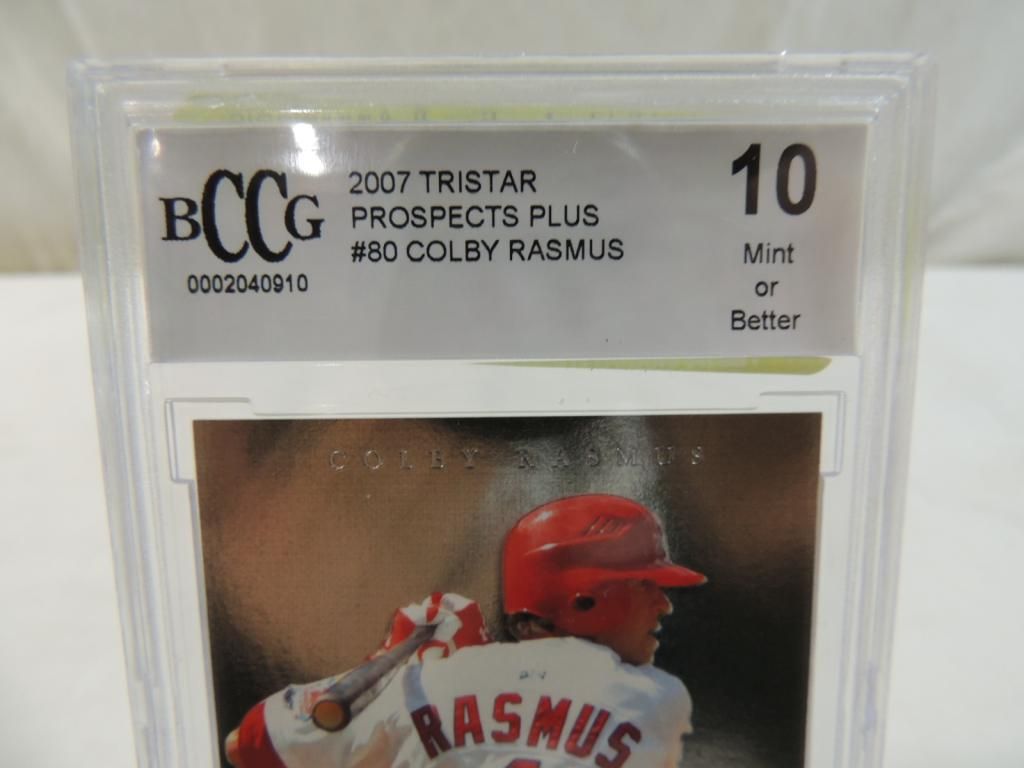 BCCG
0002040910
2007 TRISTAR
PROSPECTS PLUS
#80 COLBY RASMUS
10
Mint
or
Better
COLBY RASMUS
RASMUS